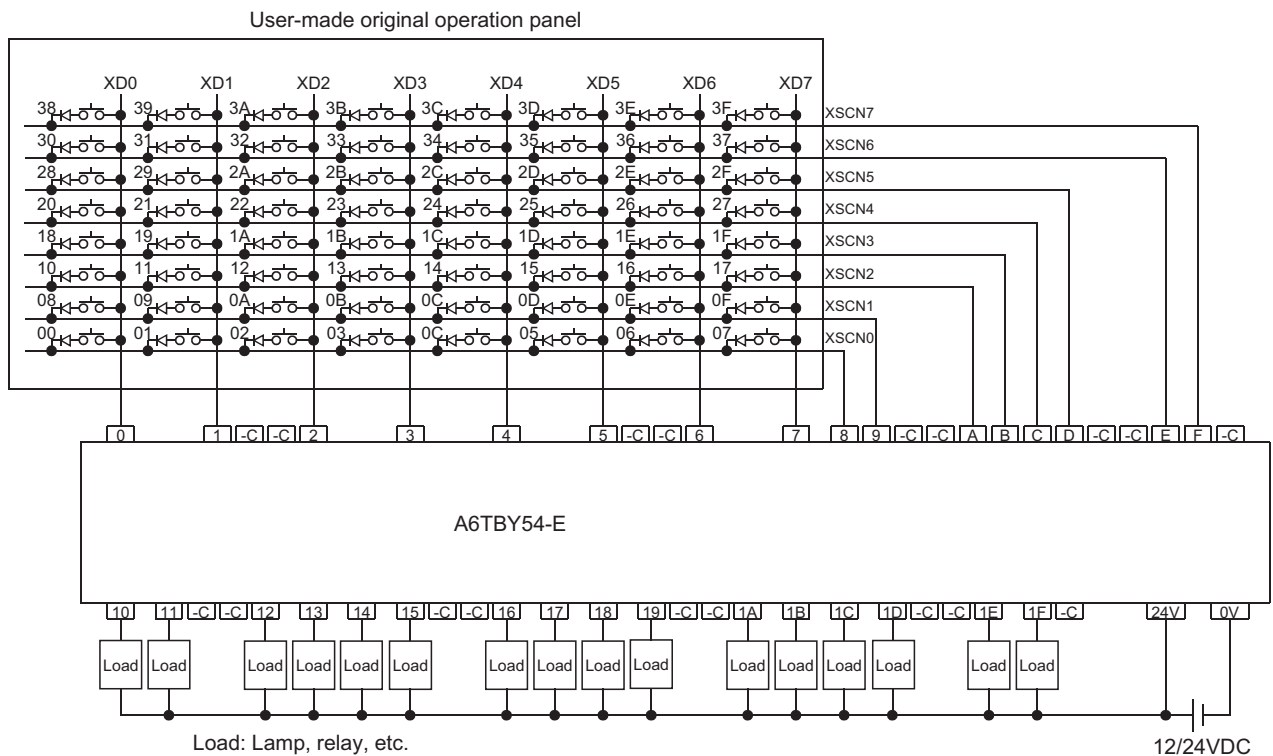 User-made original operation panel
XD0 XD1 XD2 XD3 XD4 XD5 XD6 XD7
38 39 3A 3B 3C 3D 3E 3F XSCN7
30 31 32 33 34 35 36 37 XSCN6
28 29 2A 2B 2C 2D 2E 2F XSCN5
20 21 22 23 24 25 26 27 XSCN4
18 19 1A 1B 1C 1D 1E 1F XSCN3
10 11 12 13 14 15 16 17 XSCN2
08 09 0A 0B 0C 0D 0E 0F XSCN1
00 01 02 03 0C 05 06 07 XSCN0
0 1 -C -C 2 3 4 5 -C -C 6 7 8 9 -C -C A B C D -C -C E F -C
A6TBY54-E
10 11 -C -C 12 13 14 15 -C -C 16 17 18 19 -C -C 1A 1B 1C 1D -C -C 1E 1F -C 24V 0V
Load Load Load Load Load Load Load Load Load Load Load Load Load Load Load Load
Load: Lamp, relay, etc. 12/24VDC